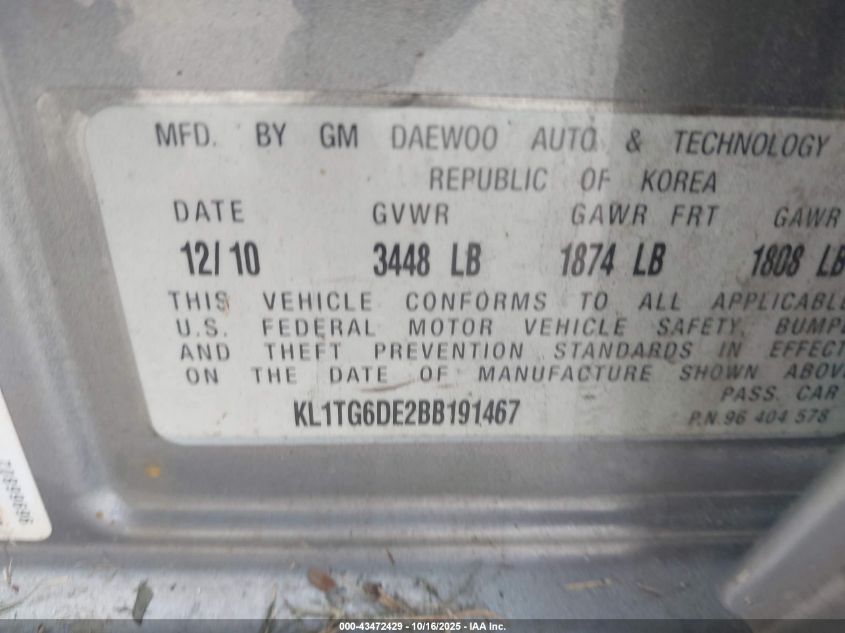 MFD. BY GM DAEWOO AUTO & TECHNOLOGY
REPUBLIC OF KOREA
DATE GVWR GAWR FRT GAWR
12/10 3448 LB 1874 LB 1808 LB
THIS VEHICLE CONFORMS TO ALL APPLICABLE
U.S. FEDERAL MOTOR VEHICLE SAFETY, BUMPE
AND THEFT PREVENTION STANDARDS IN EFFECT
ON THE DATE OF MANUFACTURE SHOWN ABOVE
PASS. CAR
KL1TG6DE2BB191467 P.N.96 404 578
000-43472429 - 10/16/2025 - IAA Inc.